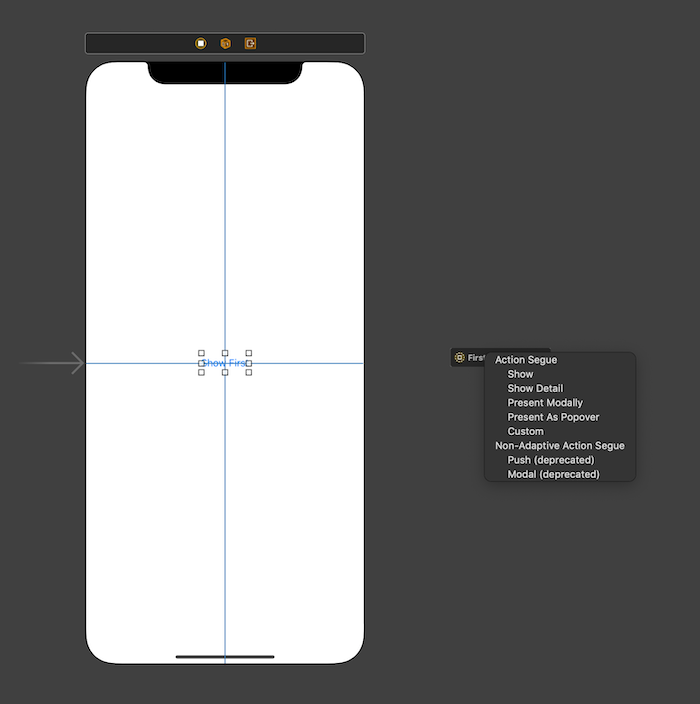 Show First
First
Action Segue
Show
Show Detail
Present Modally
Present As Popover
Custom
Non-Adaptive Action Segue
Push (deprecated)
Modal (deprecated)